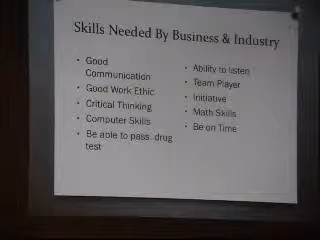 Skills Needed By Business & Industry
• Good
Communication
• Good Work Ethic
• Critical Thinking
• Computer Skills
• Be able to pass drug
test
• Ability to listen
• Team Player
• Initiative
• Math Skills
• Be on Time